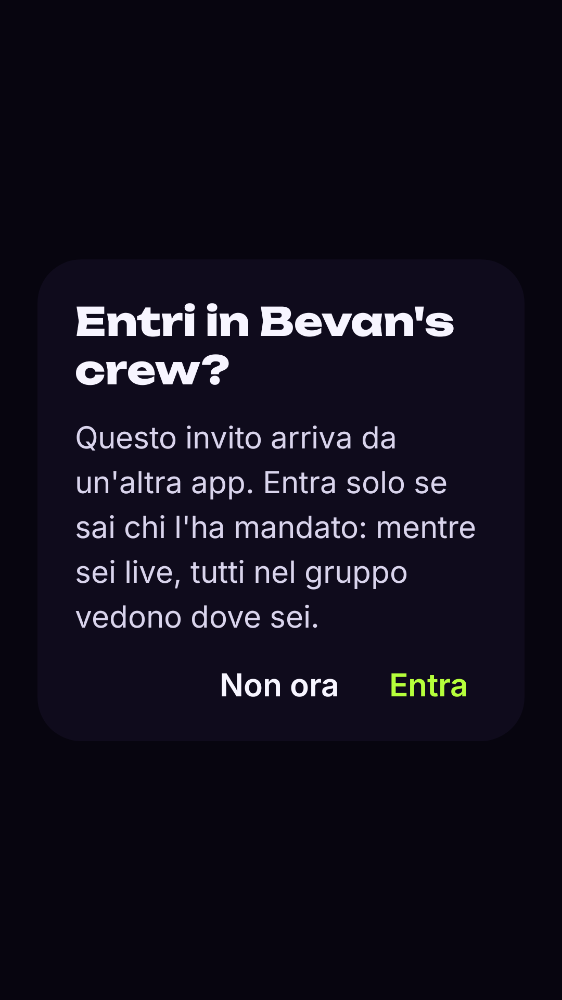 Entri in Bevan's
crew?
Questo invito arriva da
un'altra app. Entra solo se
sai chi l'ha mandato: mentre
sei live, tutti nel gruppo
vedono dove sei.
Non ora Entra